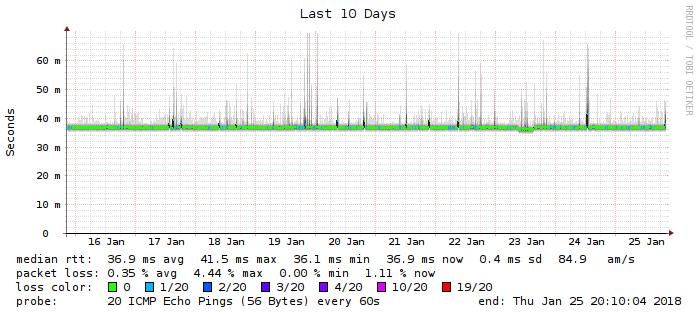 Last 10 Days
RRDTOOL / TOBI OETIKER
Seconds
60 m
50 m
40 m
30 m
20 m
10 m
0
16 Jan 17 Jan 18 Jan 19 Jan 20 Jan 21 Jan 22 Jan 23 Jan 24 Jan 25 Jan
median rtt: 36.9 ms avg 41.5 ms max 36.1 ms min 36.9 ms now 0.4 ms sd 84.9 am/s
packet loss: 0.35 % avg 4.44 % max 0.00 % min 1.11 % now
loss color: 0 1/20 2/20 3/20 4/20 10/20 19/20
probe: 20 ICMP Echo Pings (56 Bytes) every 60s end: Thu Jan 25 20:10:04 2018